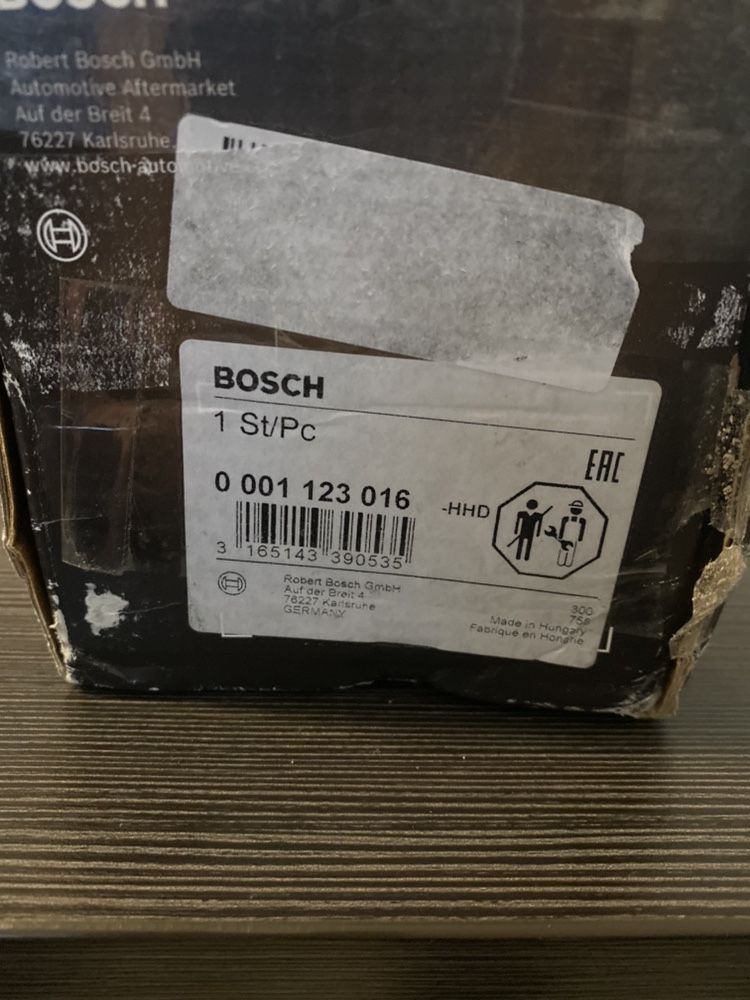 BOSCH
Robert Bosch GmbH
Automotive Aftermarket
Auf der Breit 4
76227 Karlsruhe,
BOSCH
1 St/Pc
EAC
0 001 123 016
-HHD
3 165143 390535
Robert Bosch GmbH
Auf der Breit 4
76227 Karlsruhe
GERMANY
300
Made in Hungary
Fabriqué en Hongrie